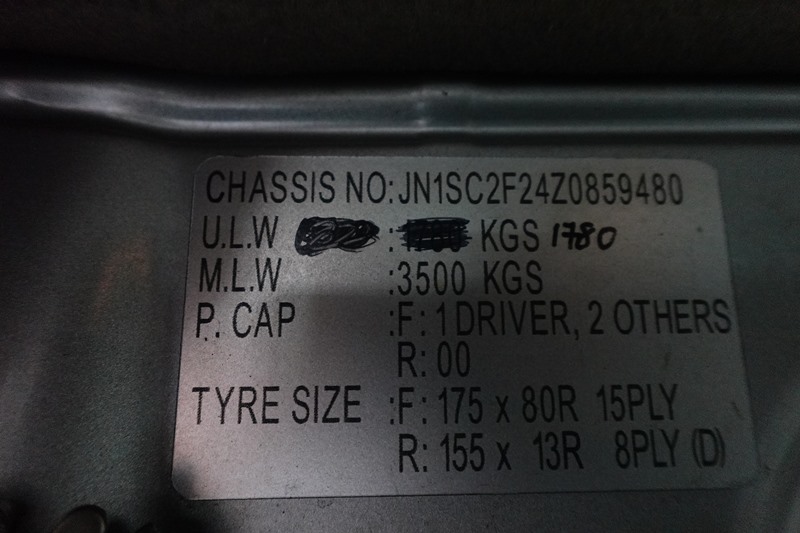 CHASSIS NO: JN1SC2F24Z0859480
U.L.W : KGS 1780
M.L.W :3500 KGS
P. CAP :F: 1 DRIVER, 2 OTHERS
R: 00
TYRE SIZE :F: 175 x 80R 15PLY
R: 155 x 13R 8PLY (D)